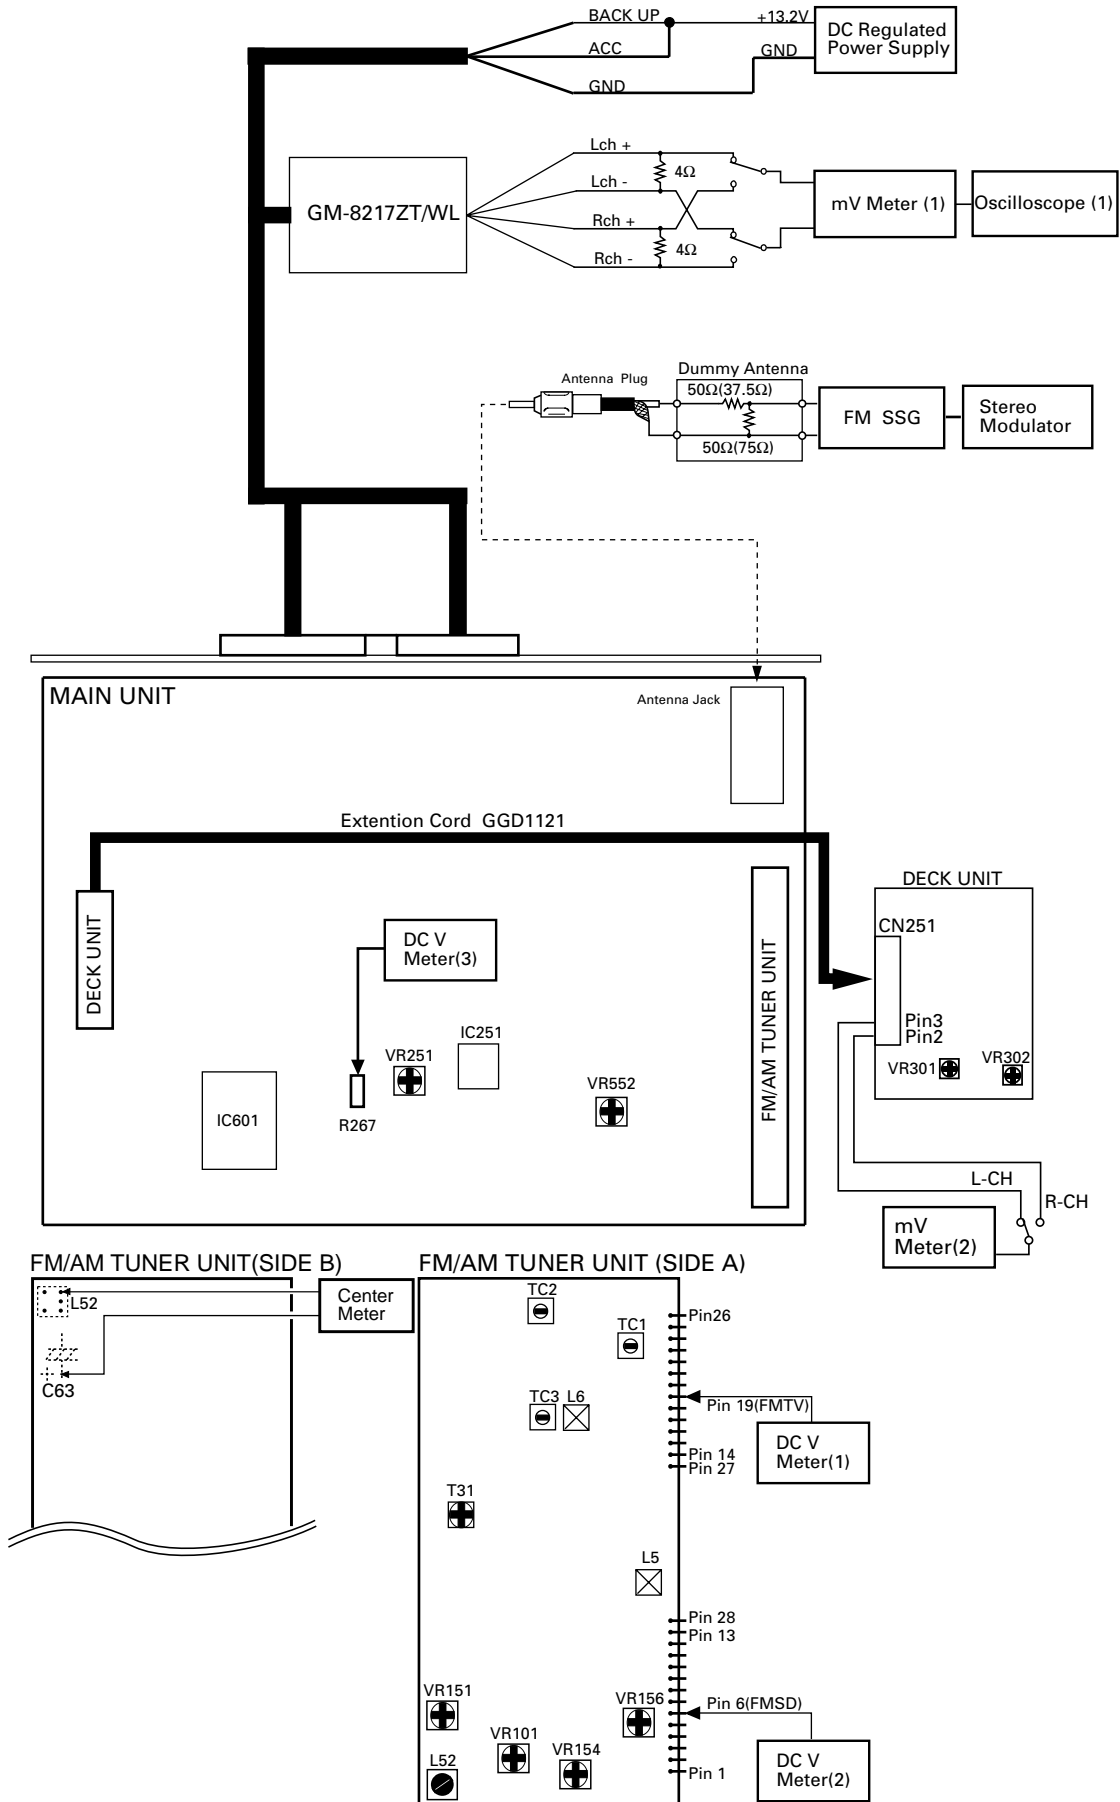 BACK UP
+13.2V
DC Regulated
Power Supply
ACC
GND
GND
Lch +
4Ω
Lch -
GM-8217ZT/WL
mV Meter (1)
Oscilloscope (1)
Rch +
4Ω
Rch -
Dummy Antenna
Antenna Plug
50Ω(37.5Ω)
FM SSG
Stereo
Modulator
50Ω(75Ω)
MAIN UNIT
Antenna Jack
Extention Cord GGD1121
DECK UNIT
DECK UNIT
CN251
DC V
Meter(3)
FM/AM TUNER UNIT
Pin3
Pin2
IC251
VR251
VR301
VR302
VR552
IC601
R267
L-CH
R-CH
mV
Meter(2)
FM/AM TUNER UNIT(SIDE B)
FM/AM TUNER UNIT (SIDE A)
L52
Center
Meter
C63
TC2
TC1
Pin26
TC3
L6
Pin 19(FMTV)
DC V
Meter(1)
Pin 14
Pin 27
T31
L5
Pin 28
Pin 13
VR151
VR156
Pin 6(FMSD)
VR101
VR154
L52
DC V
Meter(2)
Pin 1